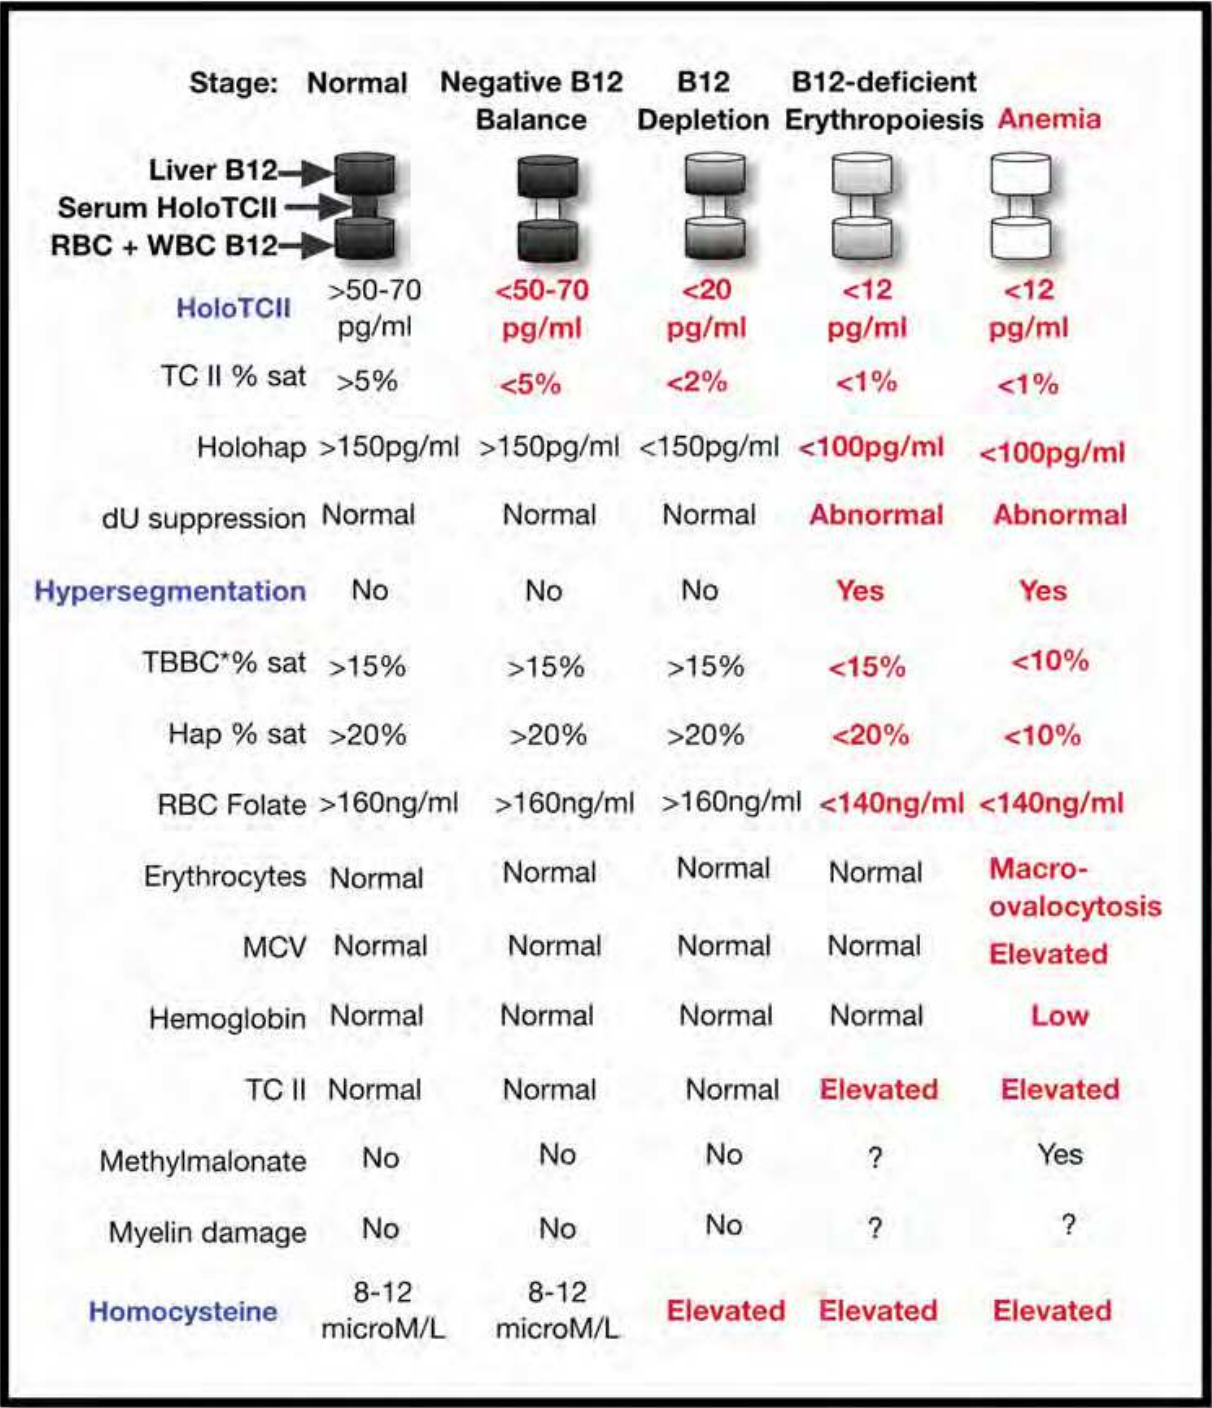 Stage: Normal Negative B12 Balance B12 Depletion B12-deficient Erythropoiesis Anemia
Liver B12
Serum HoloTCII
RBC + WBC B12
HoloTCII >50-70 pg/ml <50-70 pg/ml <20 pg/ml <12 pg/ml <12 pg/ml
TC II % sat >5% <5% <2% <1% <1%
Holohap >150pg/ml >150pg/ml <150pg/ml <100pg/ml <100pg/ml
dU suppression Normal Normal Normal Abnormal Abnormal
Hypersegmentation No No No Yes Yes
TBBC*% sat >15% >15% >15% <15% <10%
Hap % sat >20% >20% >20% <20% <10%
RBC Folate >160ng/ml >160ng/ml >160ng/ml <140ng/ml <140ng/ml
Erythrocytes Normal Normal Normal Normal Macro-ovalocytosis
MCV Normal Normal Normal Normal Elevated
Hemoglobin Normal Normal Normal Normal Low
TC II Normal Normal Normal Elevated Elevated
Methylmalonate No No No ? Yes
Myelin damage No No No ? ?
Homocysteine 8-12 microM/L 8-12 microM/L Elevated Elevated Elevated